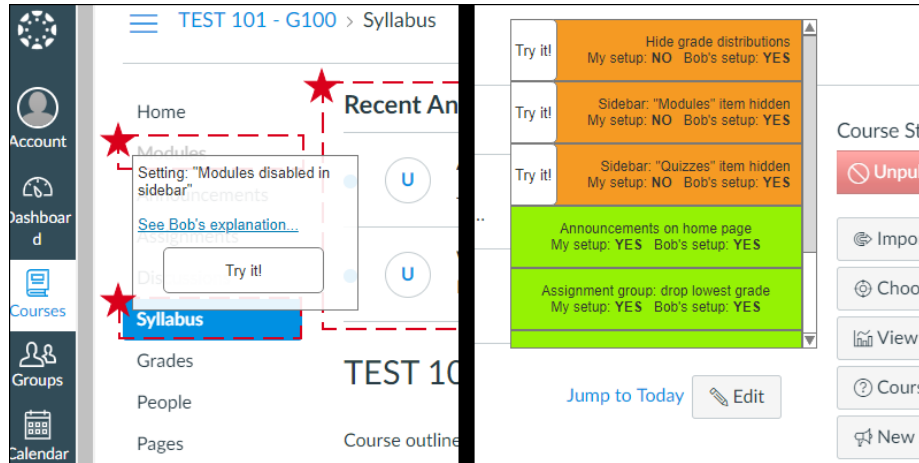 TEST 101 - G100 > Syllabus
Account
Dashboar
d
Courses
Groups
Calendar
Home
Modules
Setting: "Modules disabled in
sidebar"
See Bob's explanation...
Try it!
Announcements
Assignments
Syllabus
Grades
People
Pages
Recent An
U
U
TEST 10
Course outline
Try it!
Hide grade distributions
My setup: NO Bob's setup: YES
Try it!
Sidebar: "Modules" item hidden
My setup: NO Bob's setup: YES
Try it!
Sidebar: "Quizzes" item hidden
My setup: NO Bob's setup: YES
..
Announcements on home page
My setup: YES Bob's setup: YES
Assignment group: drop lowest grade
My setup: YES Bob's setup: YES
Jump to Today
Edit
Course St
Unpu
Impo
Choo
View
Cours
New